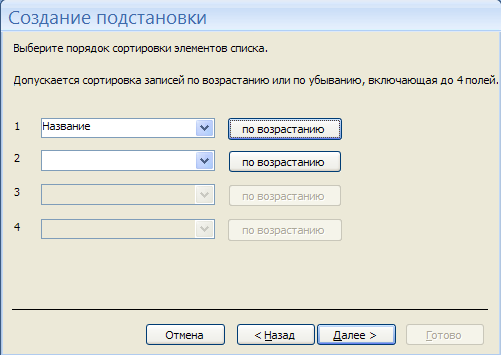 Создание подстановки
Выберите порядок сортировки элементов списка.
Допускается сортировка записей по возрастанию или по убыванию, включающая до 4 полей.
1 Название по возрастанию
2 по возрастанию
3 по возрастанию
4 по возрастанию
Отмена < Назад Далее > Готово